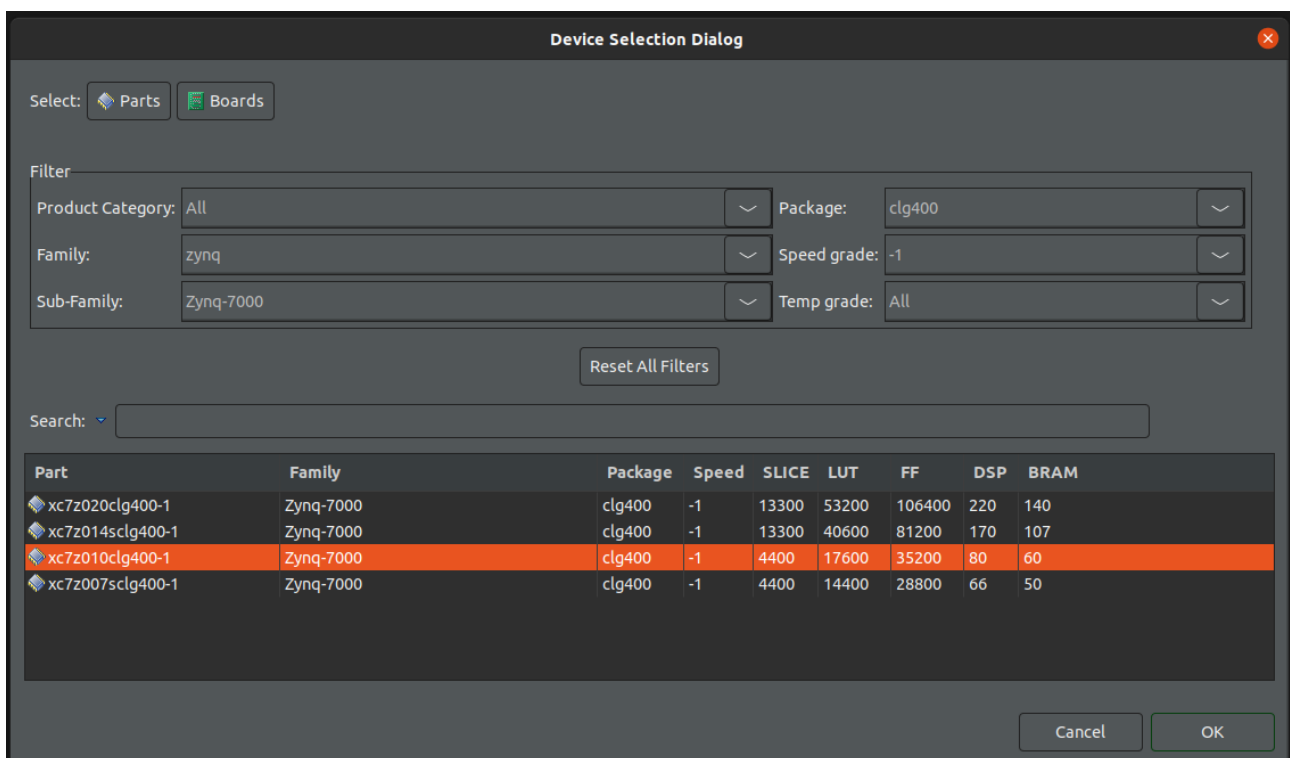 Device Selection Dialog
Select: Parts Boards
Filter
Product Category: All Package: clg400
Family: zynq Speed grade: -1
Sub-Family: Zynq-7000 Temp grade: All
Reset All Filters
Search:
Part Family Package Speed SLICE LUT FF DSP BRAM
xc7z020clg400-1 Zynq-7000 clg400 -1 13300 53200 106400 220 140
xc7z014sclg400-1 Zynq-7000 clg400 -1 13300 40600 81200 170 107
xc7z010clg400-1 Zynq-7000 clg400 -1 4400 17600 35200 80 60
xc7z007sclg400-1 Zynq-7000 clg400 -1 4400 14400 28800 66 50
Cancel OK